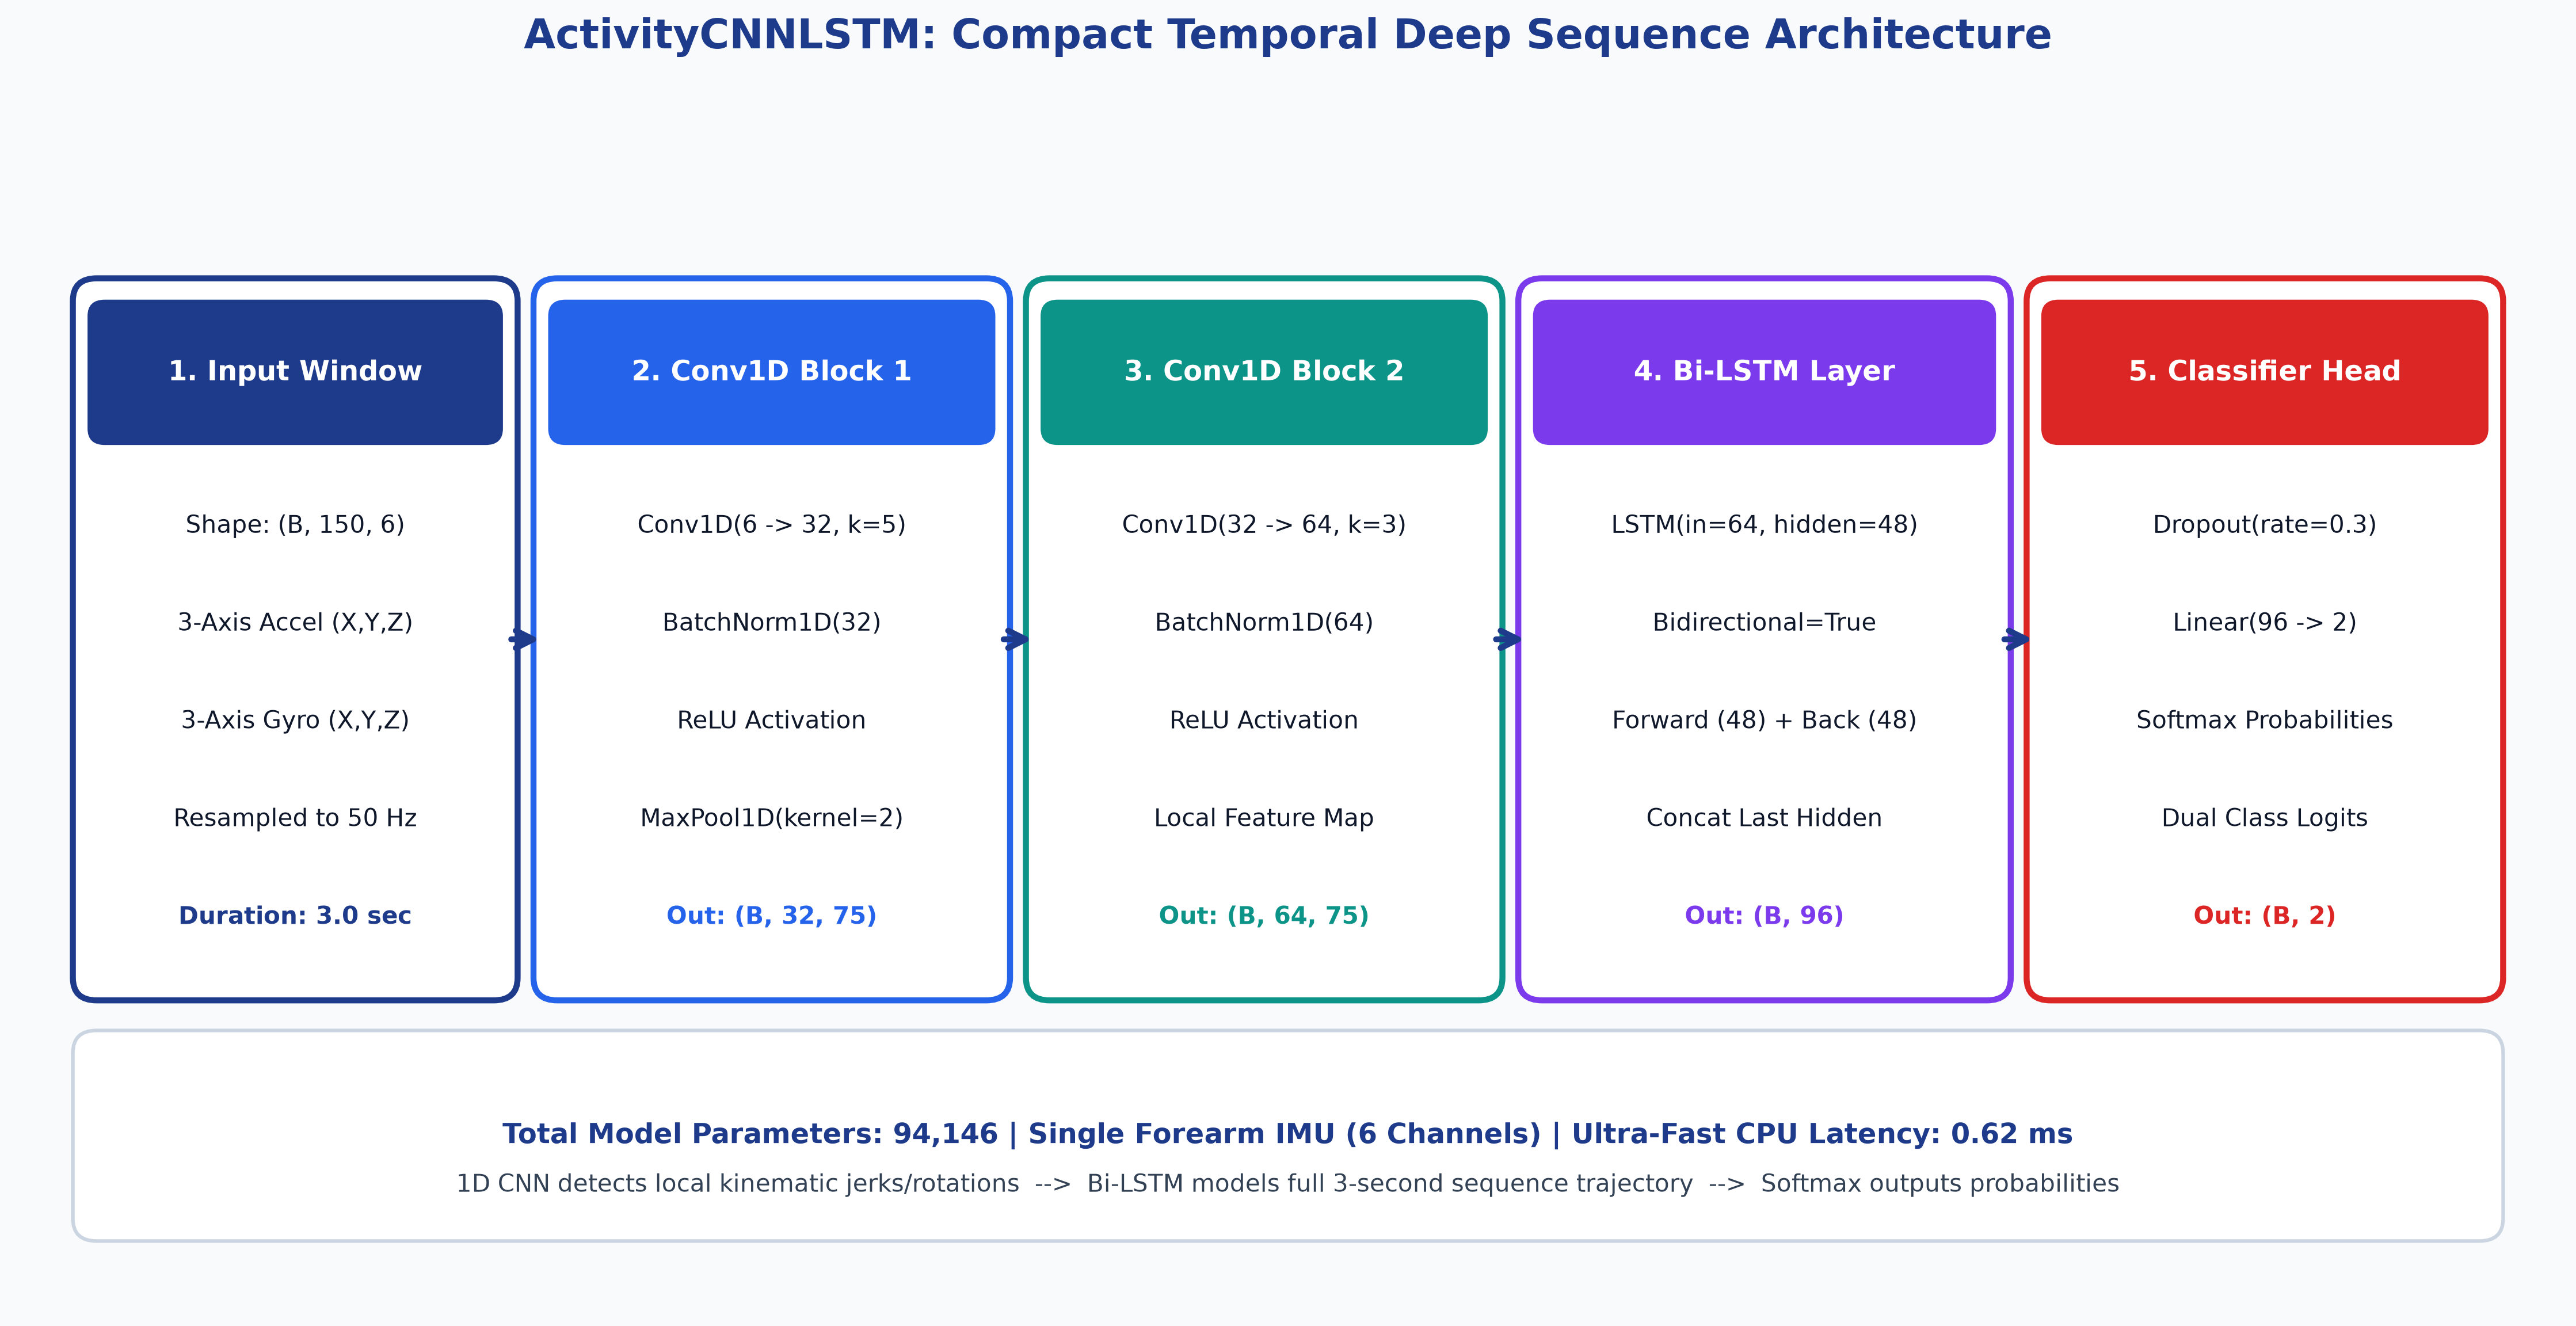 ActivityCNNLSTM: Compact Temporal Deep Sequence Architecture
1. Input Window
Shape: (B, 150, 6)
3-Axis Accel (X,Y,Z)
3-Axis Gyro (X,Y,Z)
Resampled to 50 Hz
Duration: 3.0 sec
2. Conv1D Block 1
Conv1D(6 -> 32, k=5)
BatchNorm1D(32)
ReLU Activation
MaxPool1D(kernel=2)
Out: (B, 32, 75)
3. Conv1D Block 2
Conv1D(32 -> 64, k=3)
BatchNorm1D(64)
ReLU Activation
Local Feature Map
Out: (B, 64, 75)
4. Bi-LSTM Layer
LSTM(in=64, hidden=48)
Bidirectional=True
Forward (48) + Back (48)
Concat Last Hidden
Out: (B, 96)
5. Classifier Head
Dropout(rate=0.3)
Linear(96 -> 2)
Softmax Probabilities
Dual Class Logits
Out: (B, 2)
Total Model Parameters: 94,146 | Single Forearm IMU (6 Channels) | Ultra-Fast CPU Latency: 0.62 ms
1D CNN detects local kinematic jerks/rotations --> Bi-LSTM models full 3-second sequence trajectory --> Softmax outputs probabilities